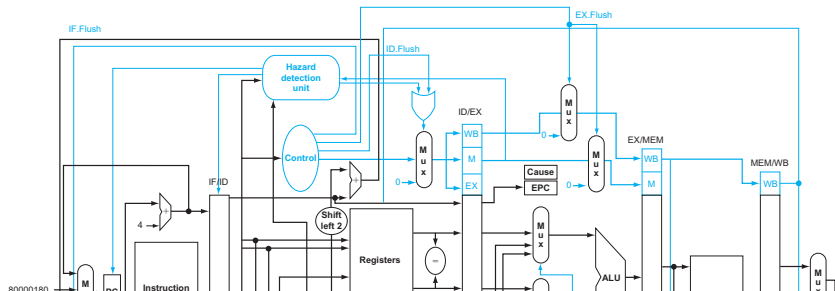 IF.Flush
EX.Flush
ID.Flush
Hazard
detection
unit
ID/EX
M
u
x
WB
0
M
u
x
EX/MEM
Control
M
u
x
M
WB
MEM/WB
IF/ID
0
EX
Cause
EPC
0
M
WB
+
+
4
Shift
left 2
M
u
x
Registers
=
ALU
M
u
80000180
M
PC
Instruction